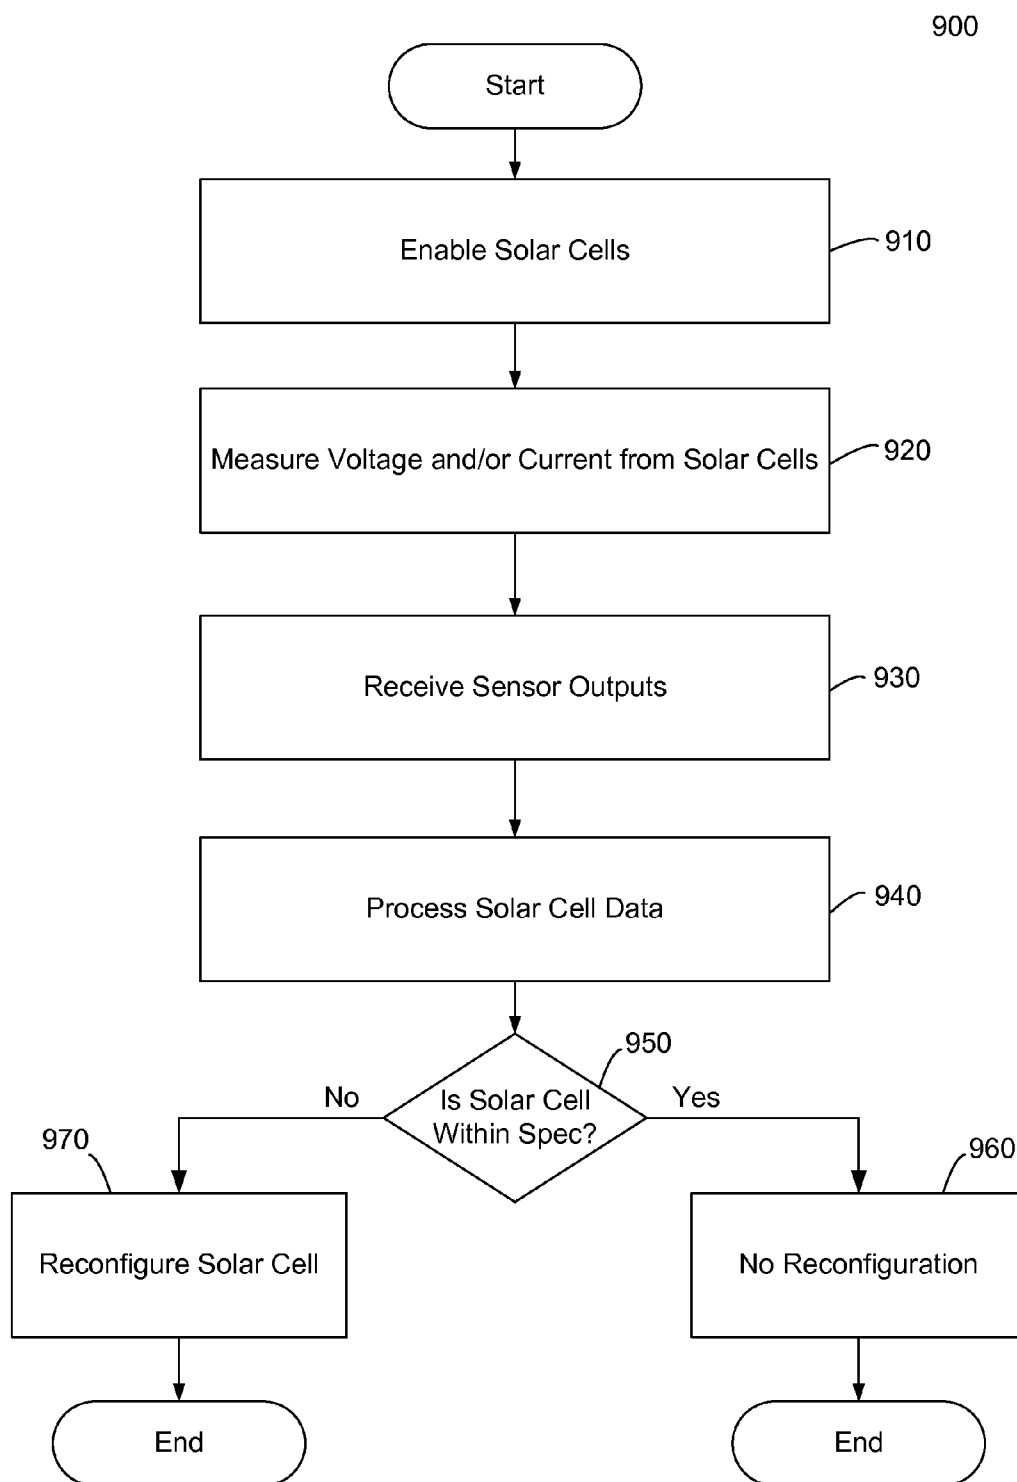 900
Start
Enable Solar Cells
910
Measure Voltage and/or Current from Solar Cells
920
Receive Sensor Outputs
930
Process Solar Cell Data
940
950
Is Solar Cell
Within Spec?
No
Yes
970
Reconfigure Solar Cell
960
No Reconfiguration
End
End